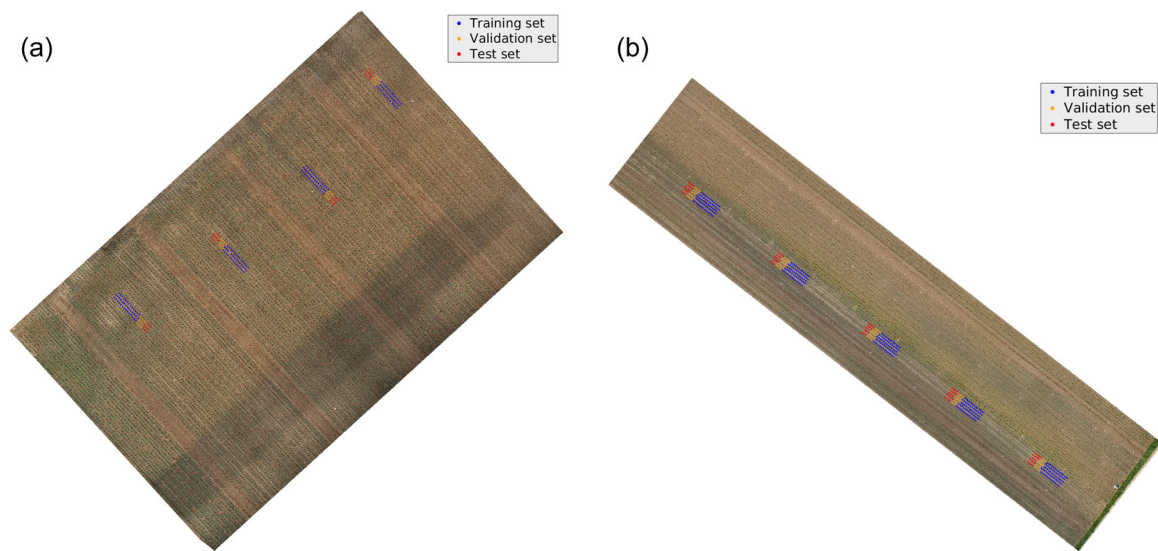 (a)
Training set
Validation set
Test set
(b)
Training set
Validation set
Test set